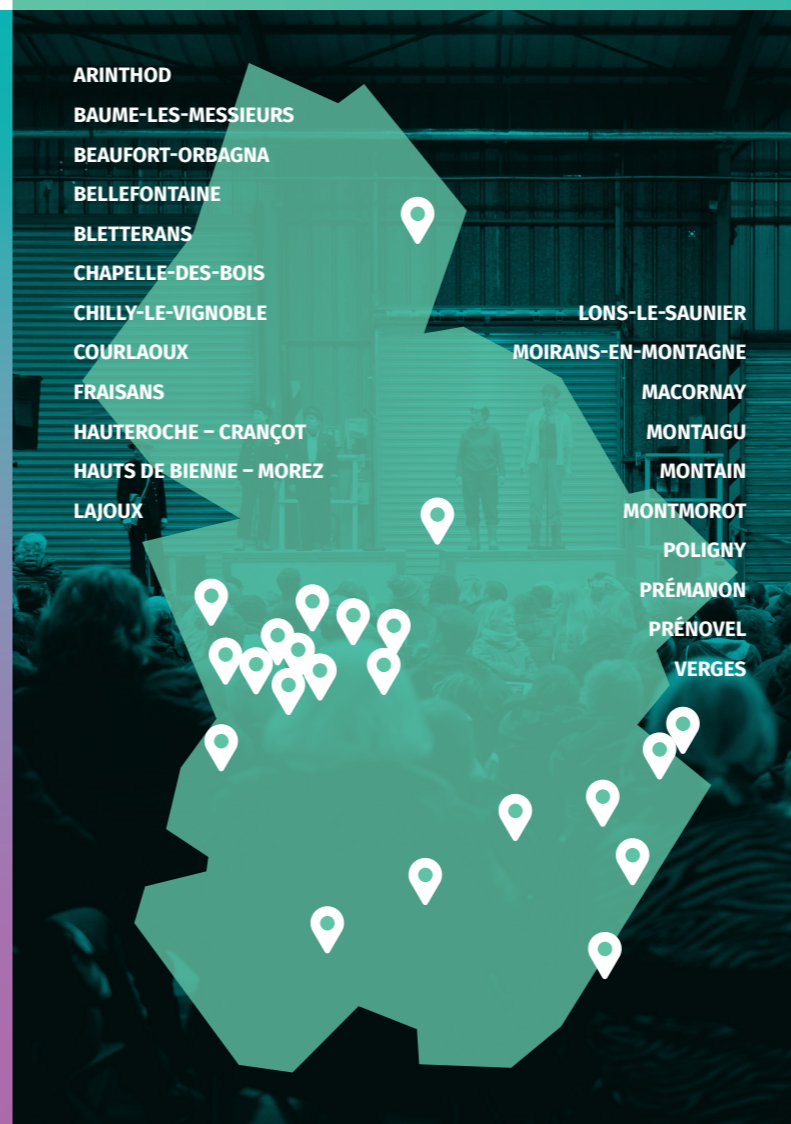 ARINTHOD
BAUME-LES-MESSIEURS
BEAUFORT-ORBAGNA
BELLEFONTAINE
BLETTERANS
CHAPELLE-DES-BOIS
CHILLY-LE-VIGNOBLE
COURLAOUX
FRAISANS
HAUTEROCHE – CRANÇOT
HAUTS DE BIENNE – MOREZ
LAJOUX
LONS-LE-SAUNIER
MOIRANS-EN-MONTAGNE
MACORNAY
MONTAIGU
MONTAIN
MONTMOROT
POLIGNY
PRÉMANON
PRÉNOVEL
VERGES